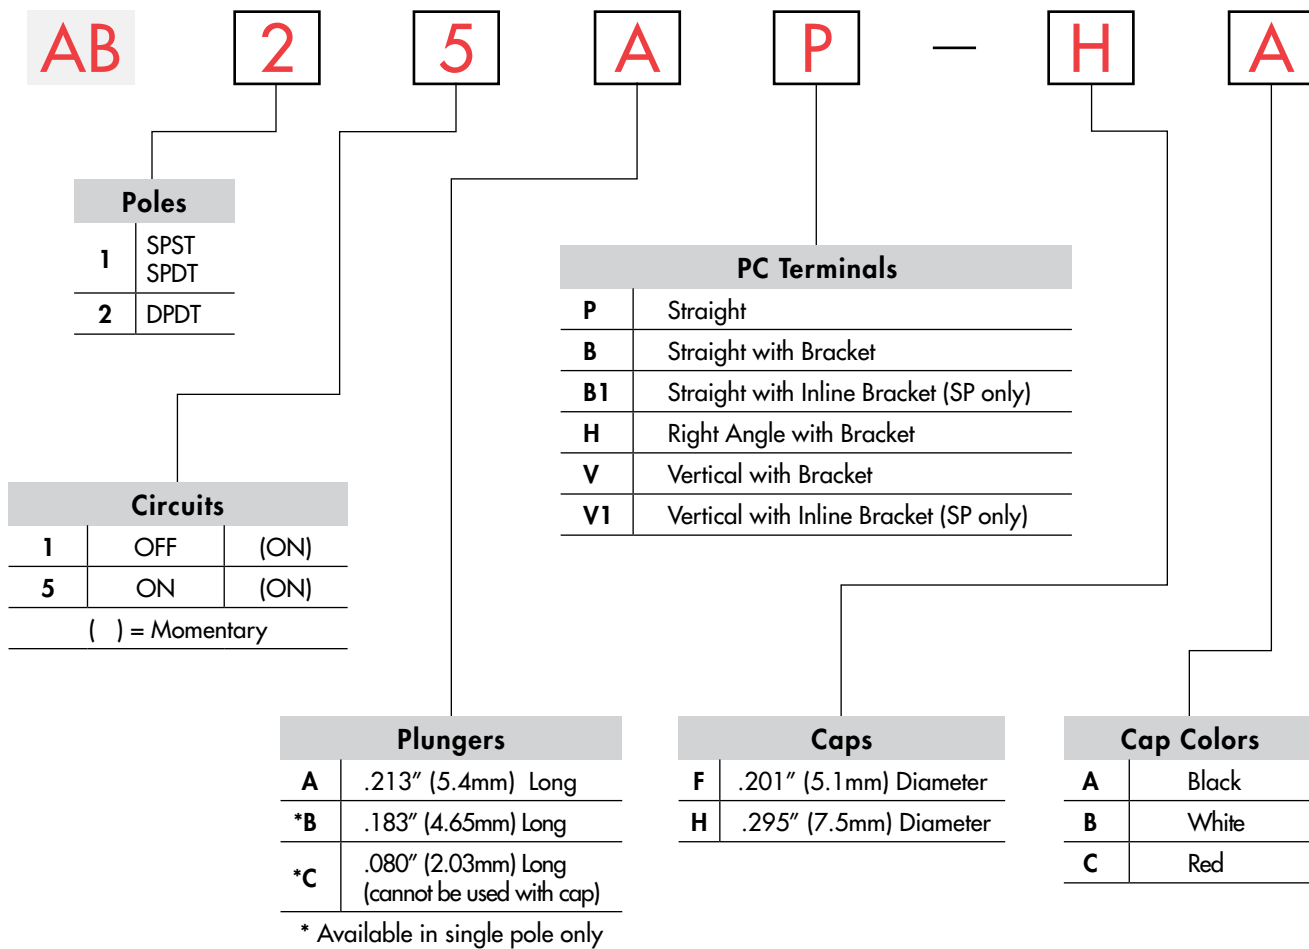 AB 2 5 A P — H A
Poles
1 SPST
SPDT
2 DPDT
PC Terminals
P Straight
B Straight with Bracket
B1 Straight with Inline Bracket (SP only)
H Right Angle with Bracket
V Vertical with Bracket
V1 Vertical with Inline Bracket (SP only)
Circuits
1 OFF (ON)
5 ON (ON)
( ) = Momentary
Plungers
A .213″ (5.4mm) Long
*B .183″ (4.65mm) Long
*C .080″ (2.03mm) Long
(cannot be used with cap)
* Available in single pole only
Caps
F .201″ (5.1mm) Diameter
H .295″ (7.5mm) Diameter
Cap Colors
A Black
B White
C Red